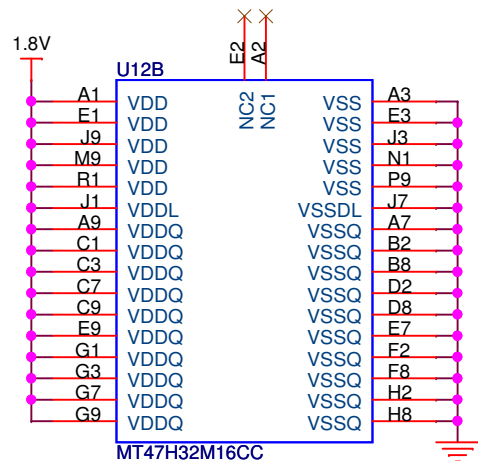 1.8V
E2
A2
U12B
NC2
NC1
A1 VDD VSS A3
E1 VDD VSS E3
J9 VDD VSS J3
M9 VDD VSS N1
R1 VDD VSS P9
J1 VDDL VSSDL J7
A9 VDDQ VSSQ A7
C1 VDDQ VSSQ B2
C3 VDDQ VSSQ B8
C7 VDDQ VSSQ D2
C9 VDDQ VSSQ D8
E9 VDDQ VSSQ E7
G1 VDDQ VSSQ F2
G3 VDDQ VSSQ F8
G7 VDDQ VSSQ H2
G9 VDDQ VSSQ H8
MT47H32M16CC